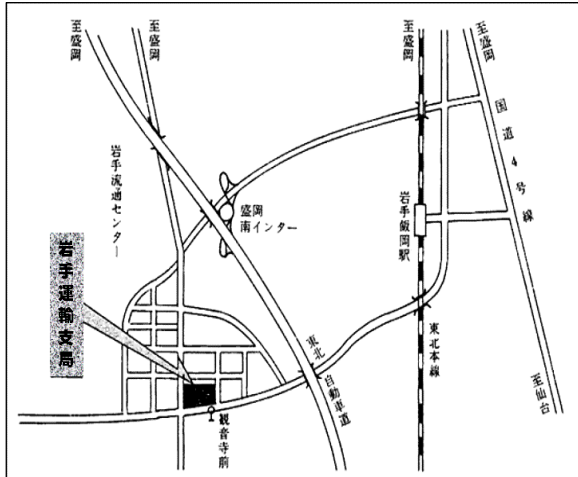 至盛岡
至盛岡
至盛岡
至盛岡
国道4号線
岩手流通センター
盛岡
南インター
岩手飯岡駅
岩手運輸支局
東北自動車道
東北本線
観音寺前
至仙台